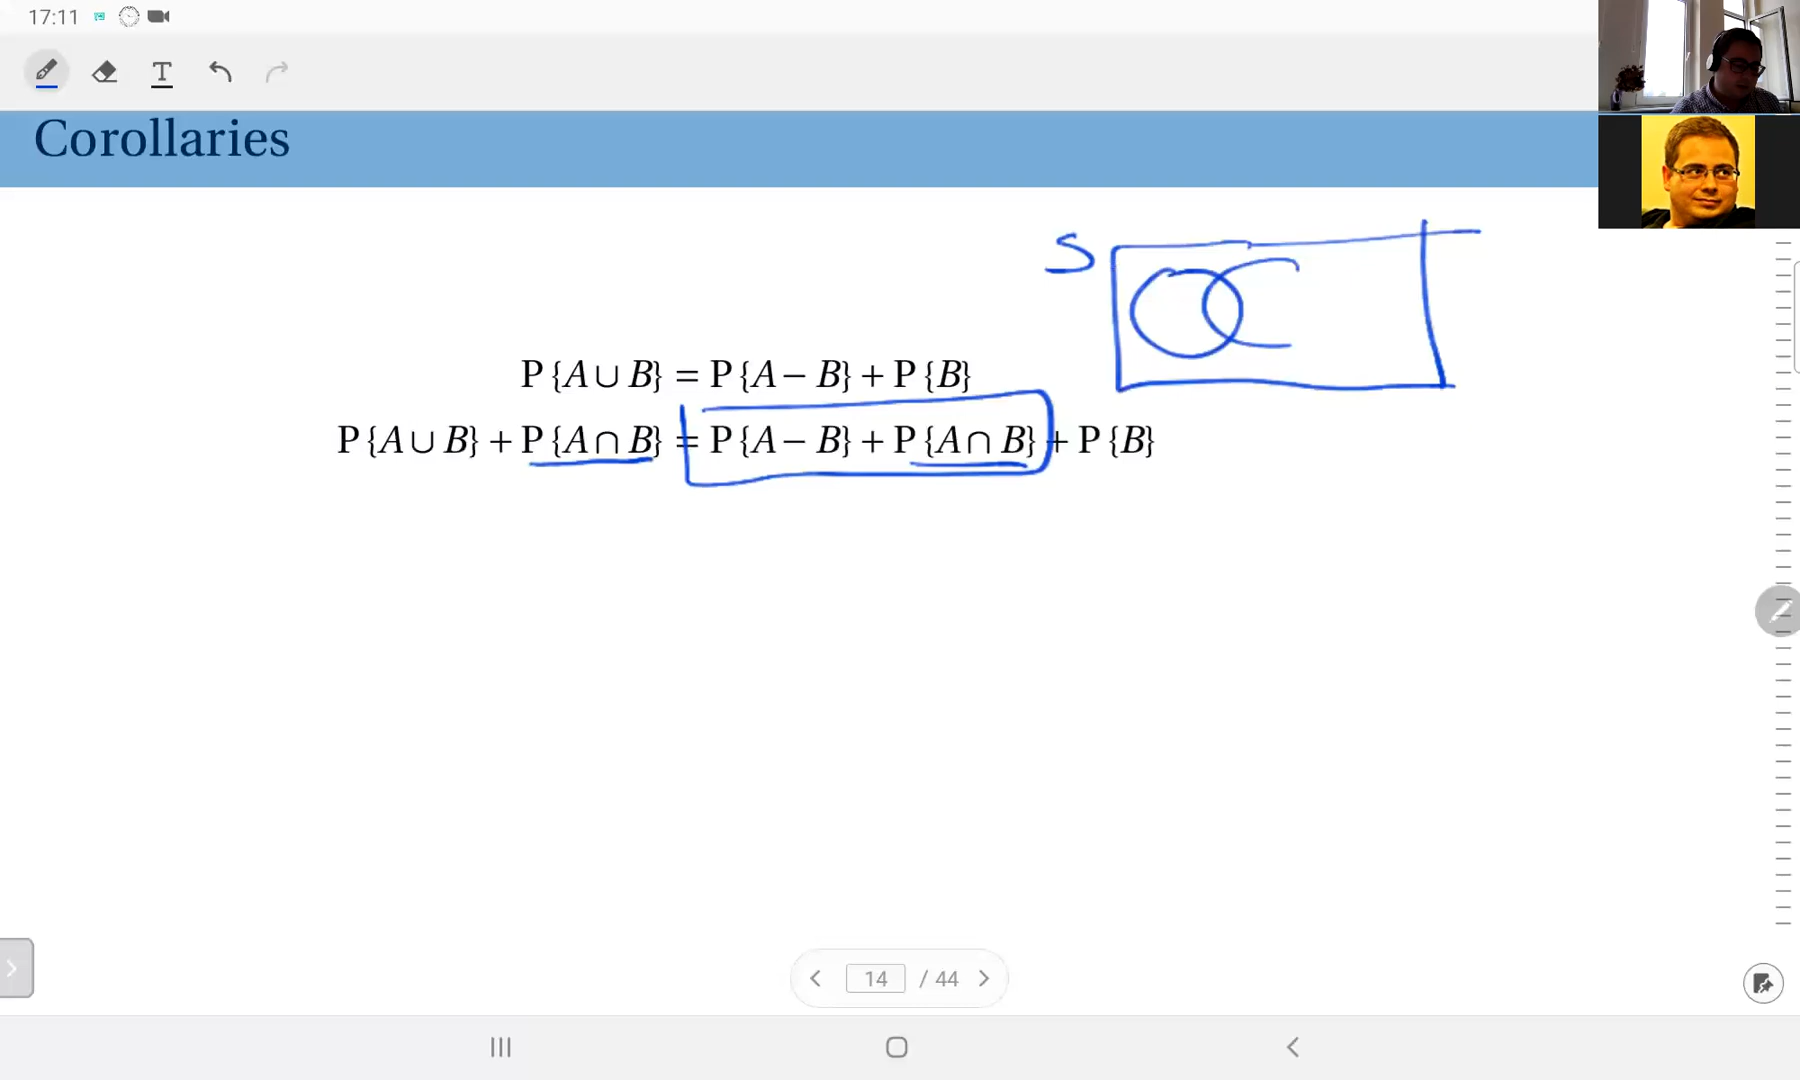 17:11
T
Corollaries
S
P{A∪B} = P{A− B} + P{B}
P{A∪B} + P{A∩B} = P{A− B} + P{A∩B} + P{B}
14 / 44